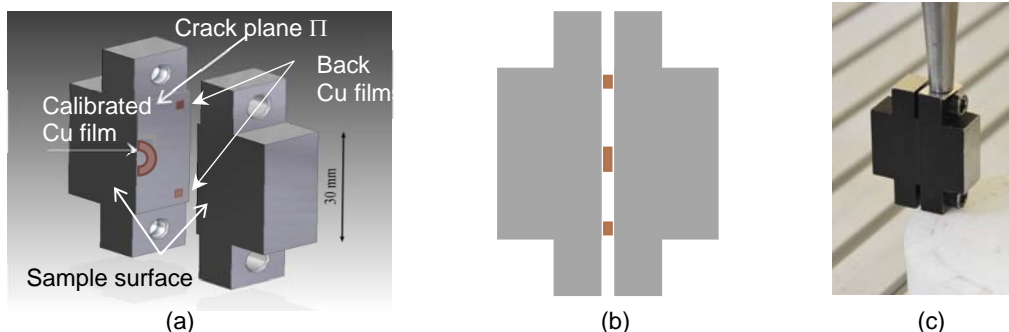 Crack plane Π
Back
Cu films
Calibrated
Cu film
30 mm
Sample surface
(a)
(b)
(c)